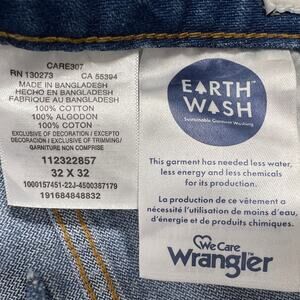 CARE307
RN 130273 CA 55394
MADE IN BANGLADESH
HECHO EN BANGLADESH
FABRIQUE AU BANGLADESH
100% COTTON
100% ALGODON
100% COTON
EXCLUSIVE OF DECORATION / EXCEPTO
DECORACIÓN / EXCLUSIVE OF TRIMMING/
GARNITURE NON COMPRISE
112322857
32 X 32
1000157451-22J-4500387179
191684848832
EARTH
WASH
Sustainable Garment Washing
This garment has needed less water,
less energy and less chemicals
for its production.
La production de ce vêtement a
nécessité l'utilisation de moins d'eau,
d'énergie et de produits chimiques.
We Care
Wrangler